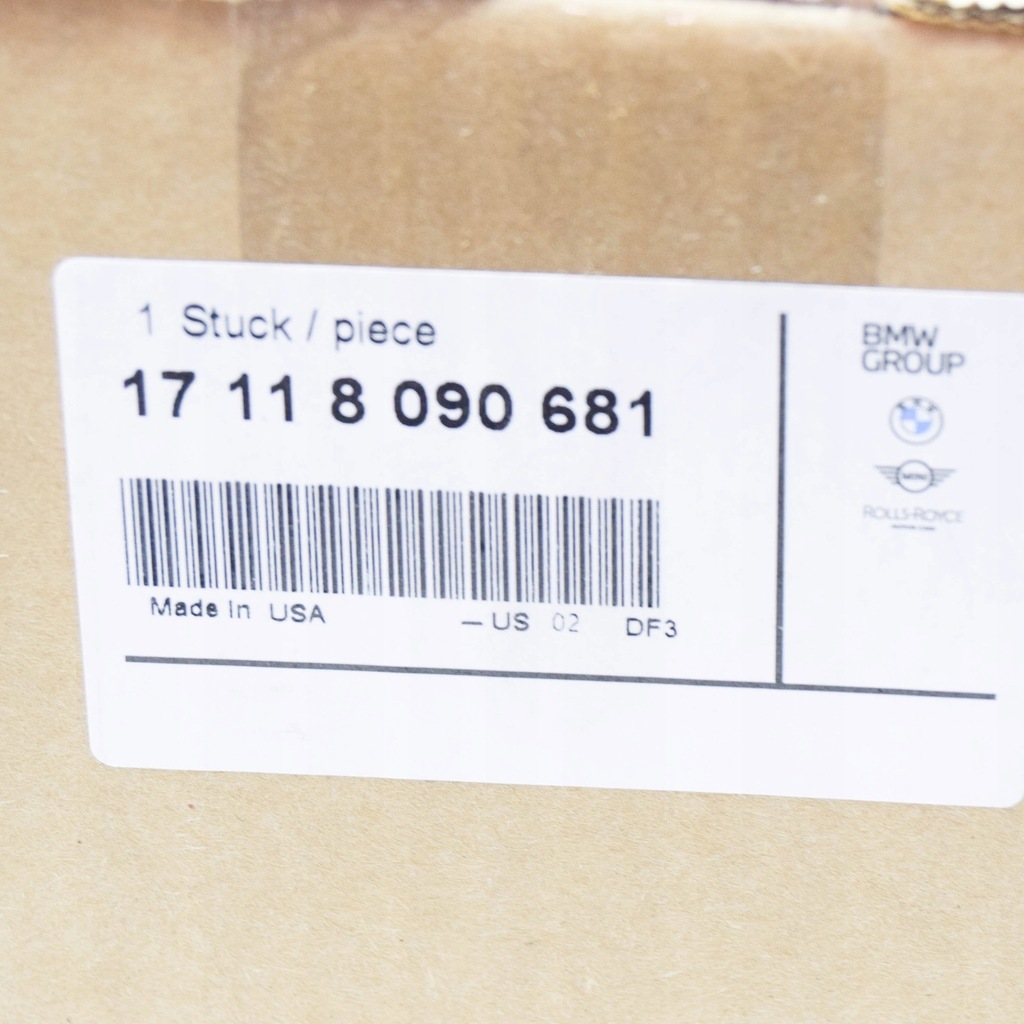 1 Stuck / piece
17 11 8 090 681
Made In USA – US 02 DF3
BMW
GROUP
MINI
ROLLS-ROYCE